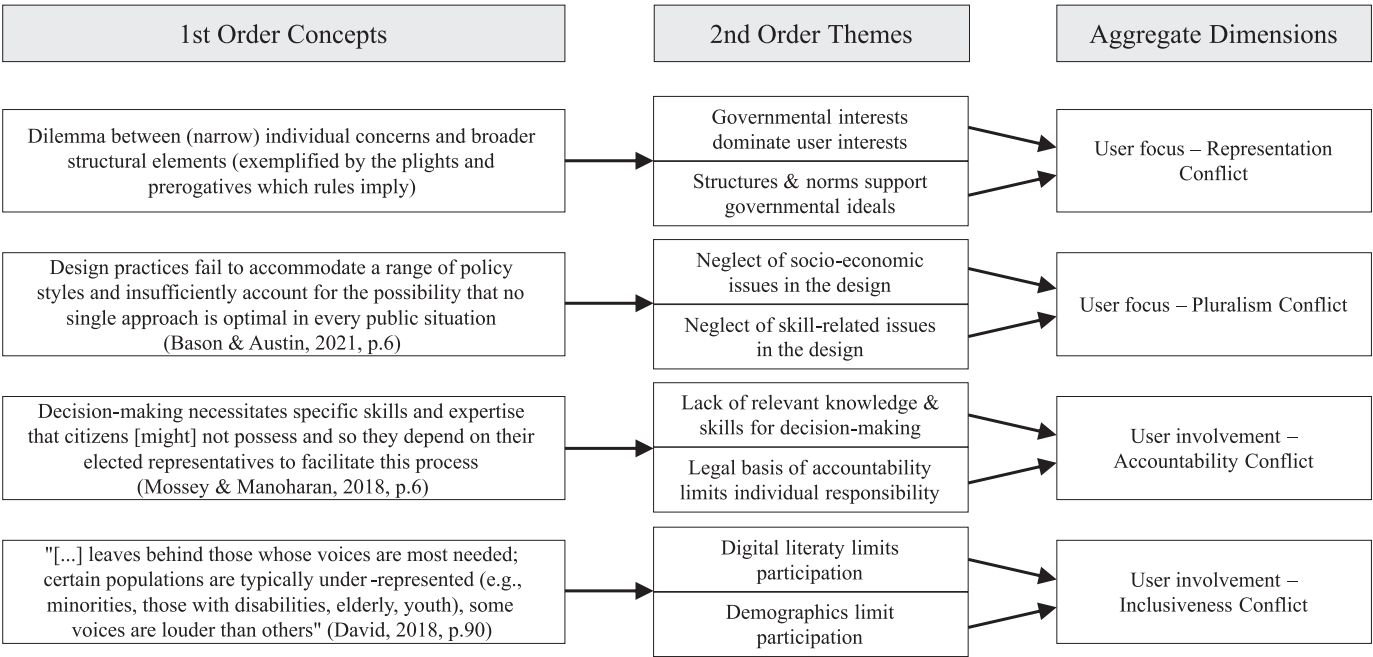 1st Order Concepts
2nd Order Themes
Aggregate Dimensions
Dilemma between (narrow) individual concerns and broader
structural elements (exemplified by the plights and
prerogatives which rules imply)
Governmental interests
dominate user interests
Structures & norms support
governmental ideals
User focus – Representation
Conflict
Design practices fail to accommodate a range of policy
styles and insufficiently account for the possibility that no
single approach is optimal in every public situation
(Bason & Austin, 2021, p.6)
Neglect of socio-economic
issues in the design
Neglect of skill-related issues
in the design
User focus – Pluralism Conflict
Decision-making necessitates specific skills and expertise
that citizens [might] not possess and so they depend on their
elected representatives to facilitate this process
(Mossey & Manoharan, 2018, p.6)
Lack of relevant knowledge &
skills for decision-making
Legal basis of accountability
limits individual responsibility
User involvement –
Accountability Conflict
"[...] leaves behind those whose voices are most needed;
certain populations are typically under-represented (e.g.,
minorities, those with disabilities, elderly, youth), some
voices are louder than others" (David, 2018, p.90)
Digital literaty limits
participation
Demographics limit
participation
User involvement –
Inclusiveness Conflict